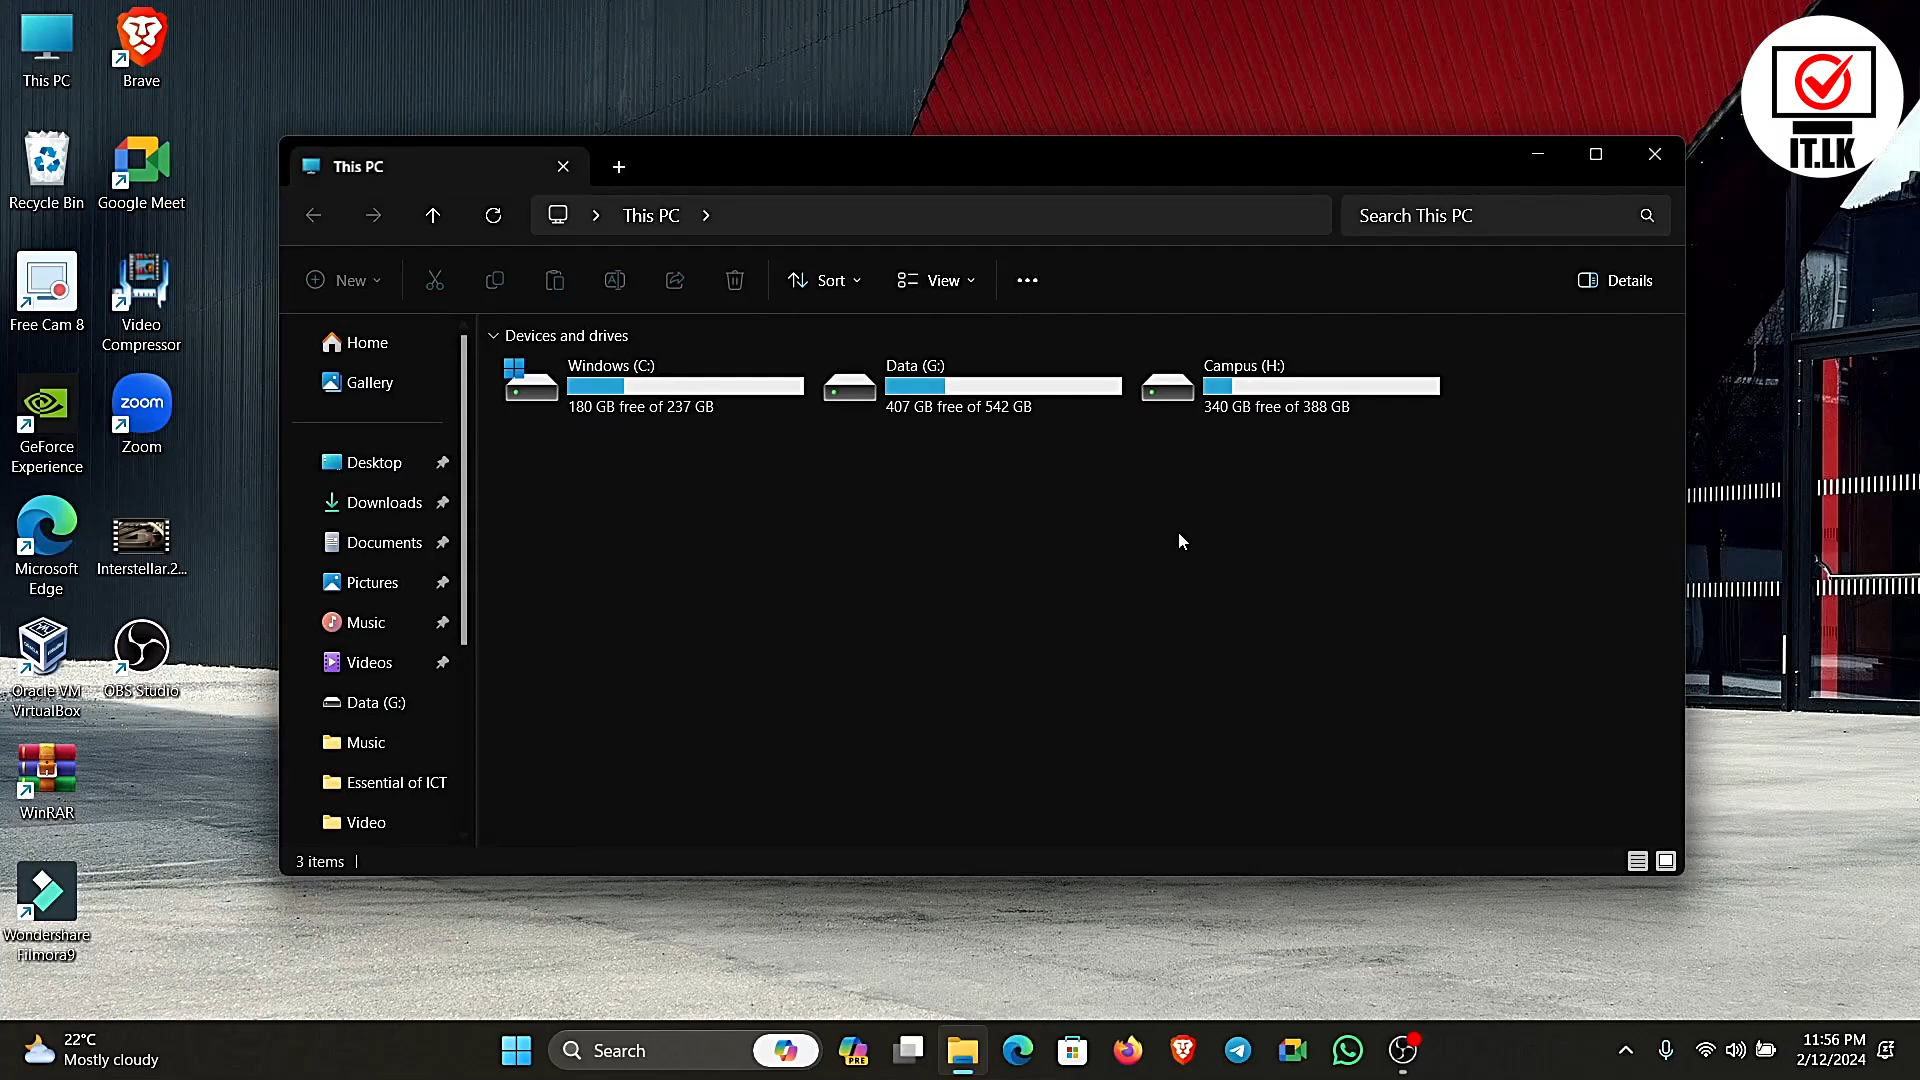 This PC
Brave
Recycle Bin
Google Meet
Free Cam 8
Video
Compressor
GeForce
Experience
Zoom
zoom
Microsoft
Edge
Interstellar.2...
Oracle VM
VirtualBox
OBS Studio
WinRAR
Wondershare
Filmora9
IT.LK
This PC
This PC
Search This PC
New
Sort
View
Details
Home
Gallery
Desktop
Downloads
Documents
Pictures
Music
Videos
Data (G:)
Music
Essential of ICT
Video
Devices and drives
Windows (C:)
180 GB free of 237 GB
Data (G:)
407 GB free of 542 GB
Campus (H:)
340 GB free of 388 GB
3 items
22°C
Mostly cloudy
Search
PRE
11:56 PM
2/12/2024